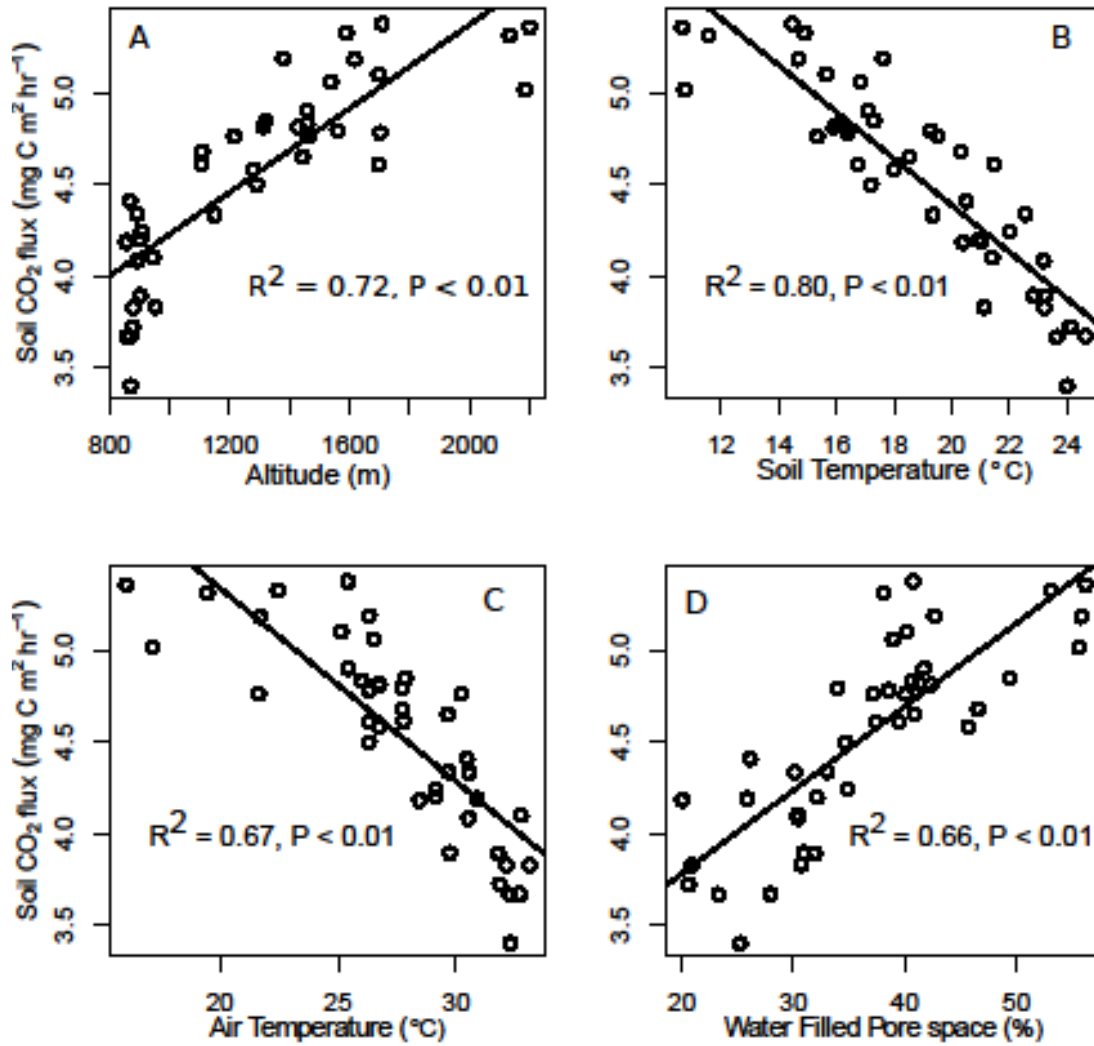 A
B
Soil CO₂ flux (mg C m² hr⁻¹)
5.0
4.5
4.0
3.5
R² = 0.72, P < 0.01
R² = 0.80, P < 0.01
5.0
4.5
4.0
3.5
800 1200 1600 2000
Altitude (m)
12 14 16 18 20 22 24
Soil Temperature (°C)
C
D
Soil CO₂ flux (mg C m² hr⁻¹)
5.0
4.5
4.0
3.5
R² = 0.67, P < 0.01
R² = 0.66, P < 0.01
5.0
4.5
4.0
3.5
20 25 30
Air Temperature (°C)
20 30 40 50
Water Filled Pore space (%)